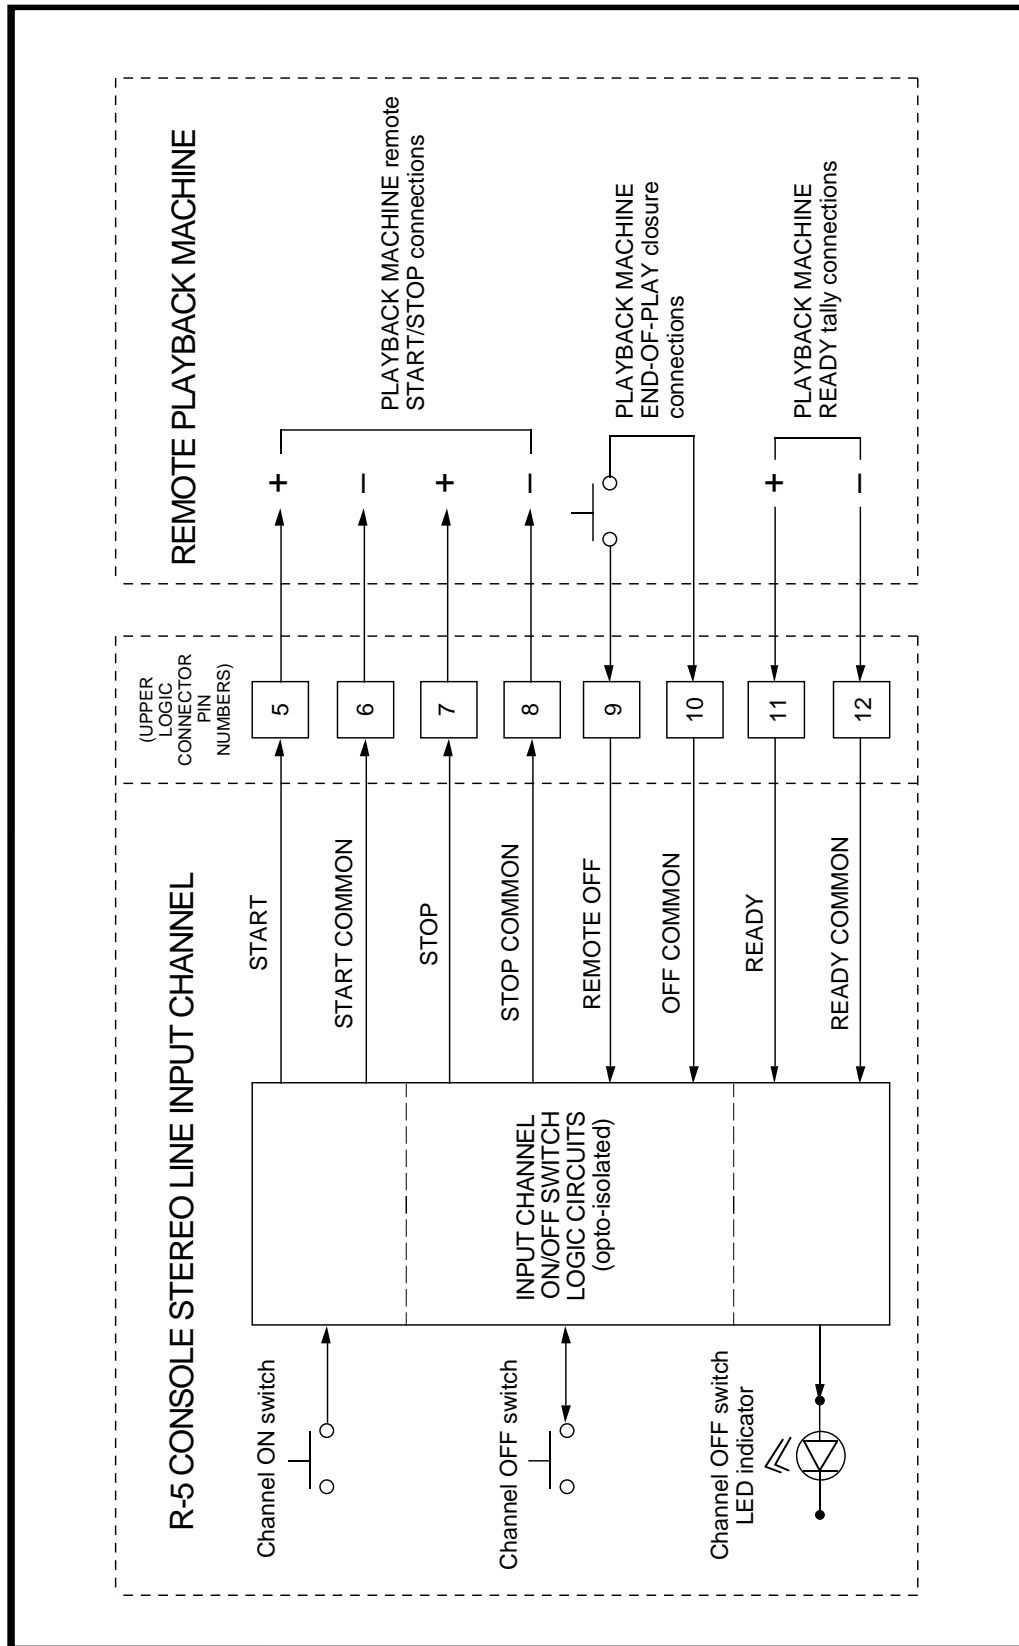 R-5 CONSOLE STEREO LINE INPUT CHANNEL
REMOTE PLAYBACK MACHINE
(UPPER
LOGIC
CONNECTOR
PIN
NUMBERS)
Channel ON switch
Channel OFF switch
Channel OFF switch
LED indicator
INPUT CHANNEL
ON/OFF SWITCH
LOGIC CIRCUITS
(opto-isolated)
START
START COMMON
STOP
STOP COMMON
REMOTE OFF
OFF COMMON
READY
READY COMMON
5
6
7
8
9
10
11
12
+
–
+
–
+
–
PLAYBACK MACHINE remote
START/STOP connections
PLAYBACK MACHINE
END-OF-PLAY closure
connections
PLAYBACK MACHINE
READY tally connections